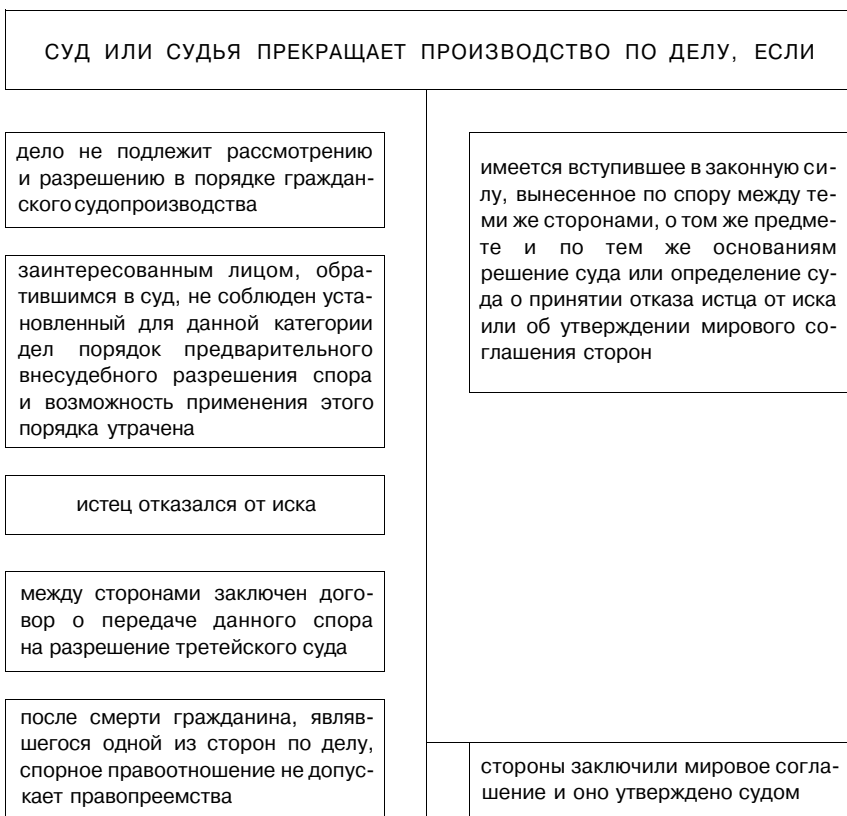 СУД ИЛИ СУДЬЯ ПРЕКРАЩАЕТ ПРОИЗВОДСТВО ПО ДЕЛУ, ЕСЛИ
дело не подлежит рассмотрению
и разрешению в порядке граждан-
ского судопроизводства
заинтересованным лицом, обра-
тившимся в суд, не соблюден уста-
новленный для данной категории
дел порядок предварительного
внесудебного разрешения спора
и возможность применения этого
порядка утрачена
истец отказался от иска
между сторонами заключен дого-
вор о передаче данного спора
на разрешение третейского суда
после смерти гражданина, являв-
шегося одной из сторон по делу,
спорное правоотношение не допус-
кает правопреемства
имеется вступившее в законную си-
лу, вынесенное по спору между те-
ми же сторонами, о том же предме-
те и по тем же основаниям
решение суда или определение су-
да о принятии отказа истца от иска
или об утверждении мирового со-
глашения сторон
стороны заключили мировое согла-
шение и оно утверждено судом